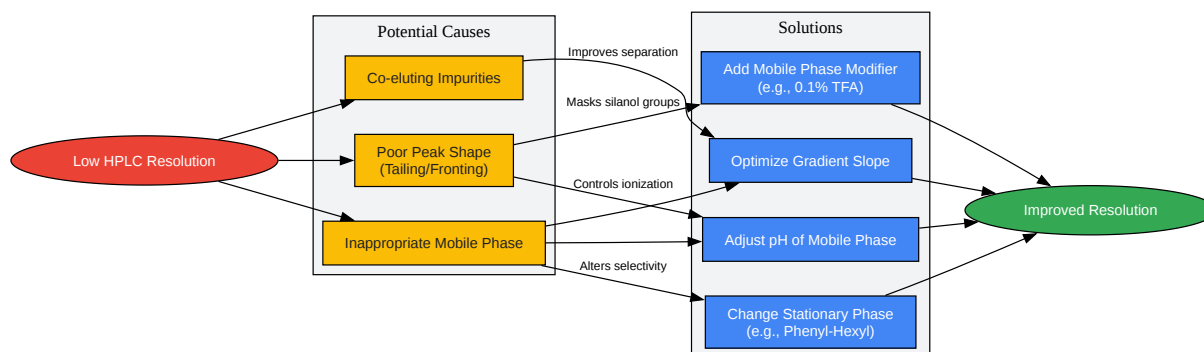 Low HPLC Resolution
Potential Causes
Co-eluting Impurities
Poor Peak Shape
(Tailing/Fronting)
Inappropriate Mobile Phase
Improves separation
Masks silanol groups
Controls ionization
Alters selectivity
Solutions
Add Mobile Phase Modifier
(e.g., 0.1% TFA)
Optimize Gradient Slope
Adjust pH of Mobile Phase
Change Stationary Phase
(e.g., Phenyl-Hexyl)
Improved Resolution